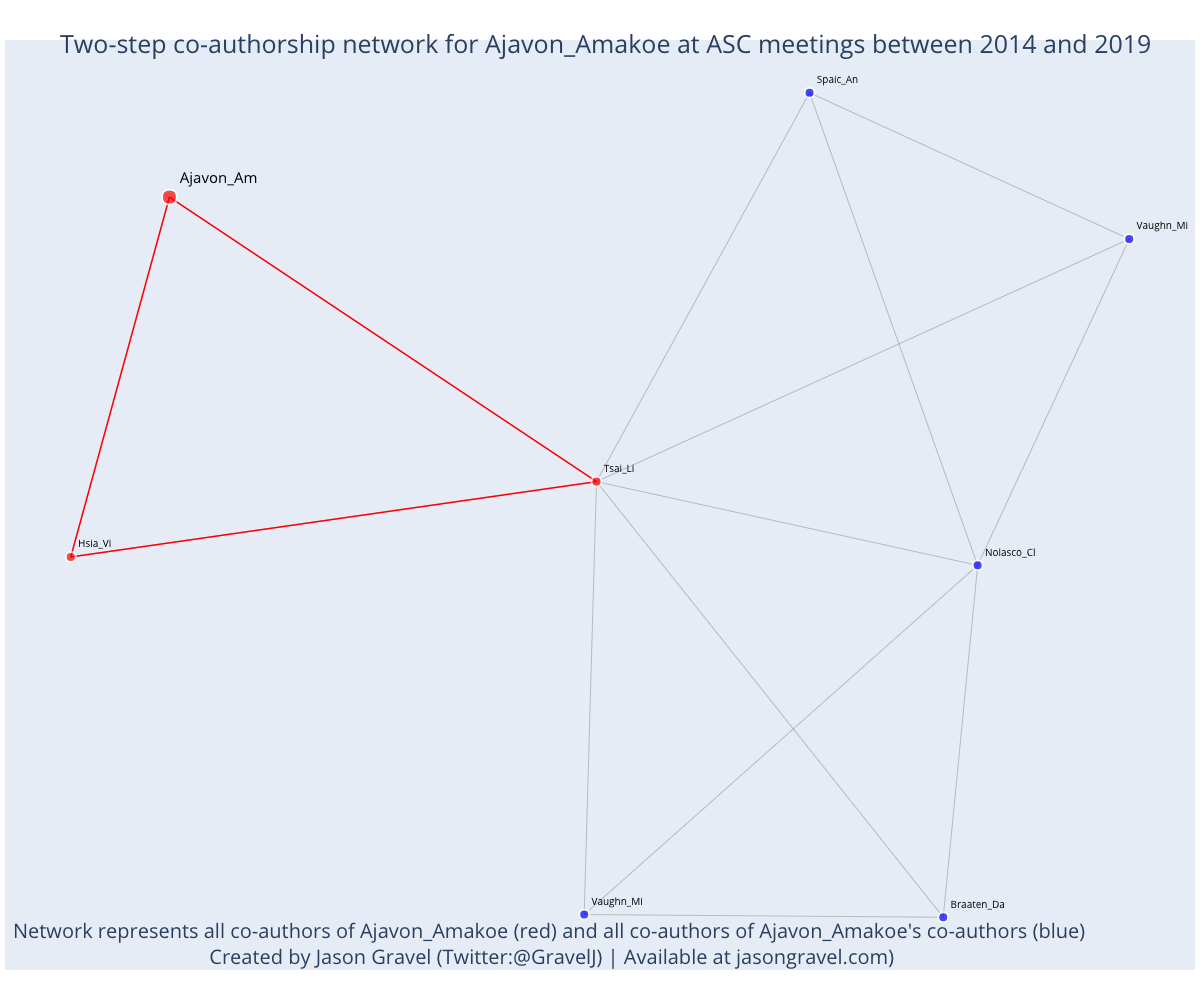 Two-step co-authorship network for Ajavon_Amakoe at ASC meetings between 2014 and 2019
Spaic_An
Ajavon_Am
Vaughn_Mi
Tsai_Li
Hsia_Vi
Nolasco_Cl
Vaughn_Mi
Braaten_Da
Network represents all co-authors of Ajavon_Amakoe (red) and all co-authors of Ajavon_Amakoe's co-authors (blue)
Created by Jason Gravel (Twitter:@GravelJ) | Available at jasongravel.com)